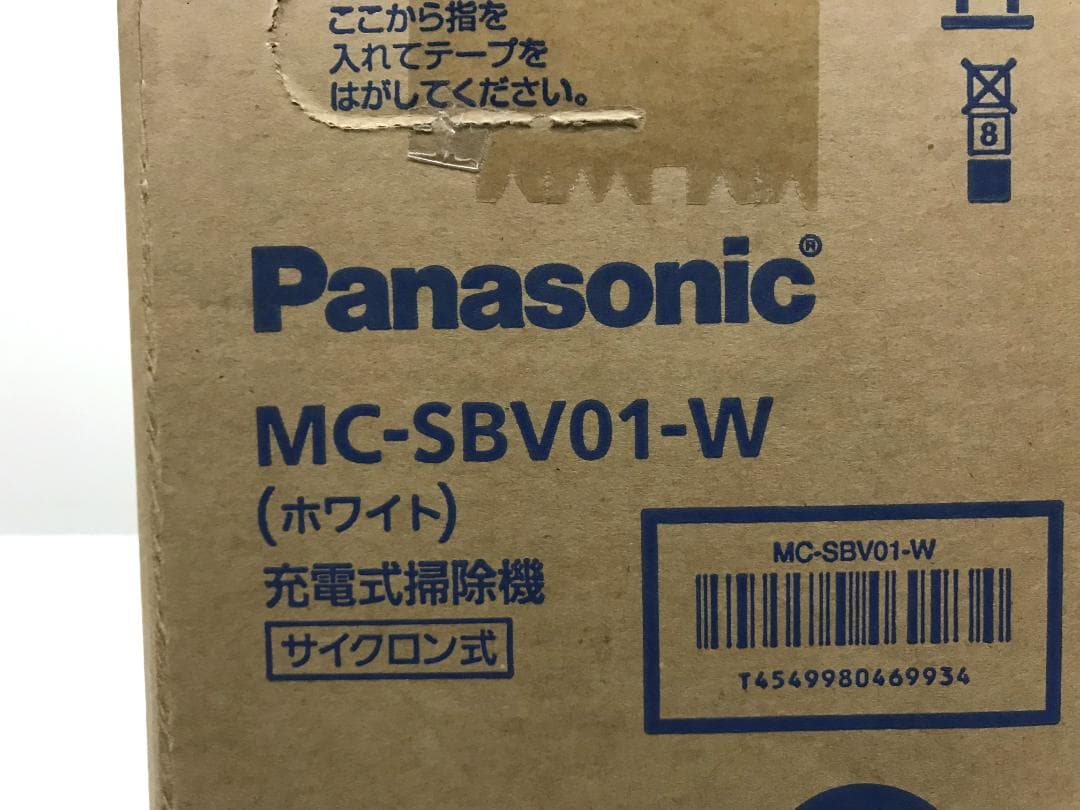 ここから指を
入れてテープを
はがしてください。
8
Panasonic®
MC-SBV01-W
(ホワイト)
充電式掃除機
サイクロン式
MC-SBV01-W
T4549980469934